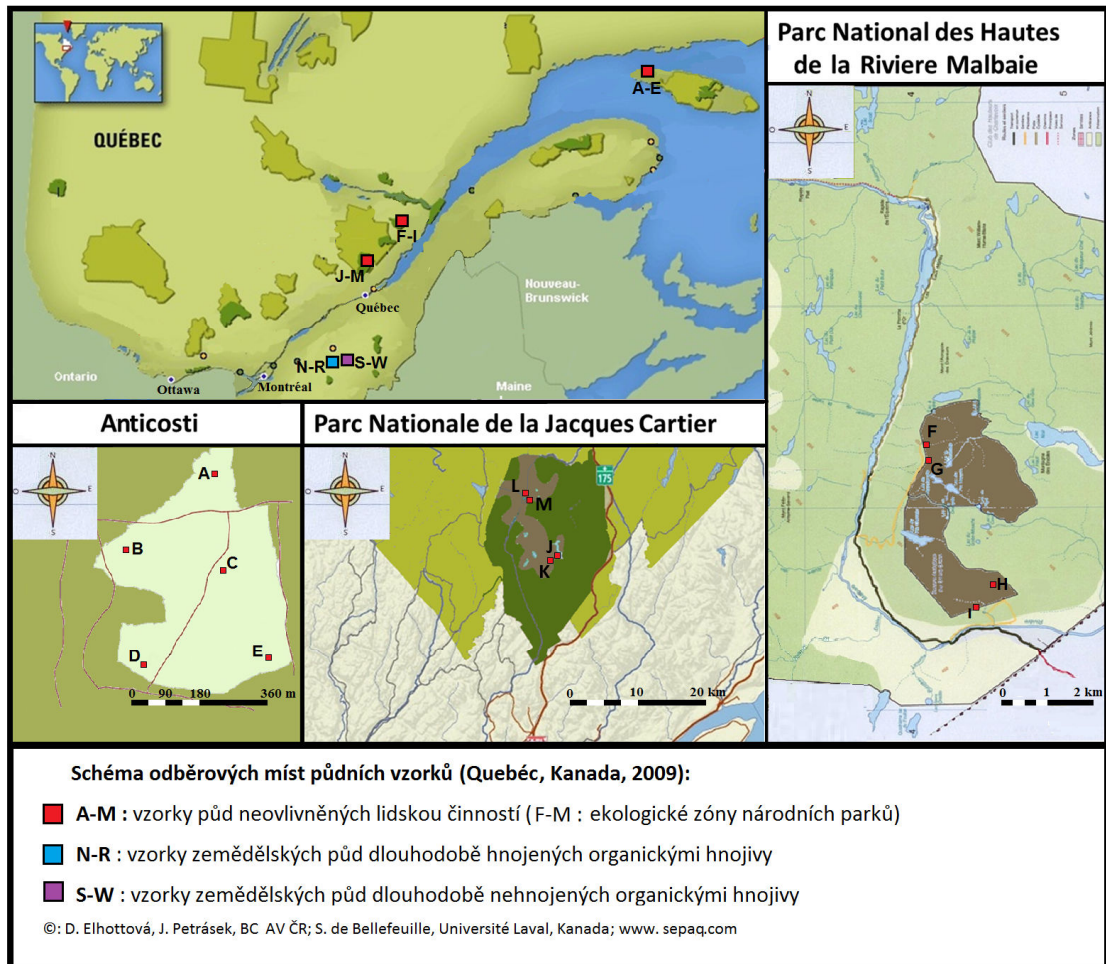 Parc National des Hautes
de la Riviere Malbaie
QUÉBEC
A-E
F-I
J-M
Québec
Nouveau-
Brunswick
N-R
S-W
Ontario
Ottawa
Montréal
Maine
Anticosti
Parc Nationale de la Jacques Cartier
N
O
E
S
A
B
C
D
E
0 90 180 360 m
N
O
E
S
175
L
M
J
K
0 10 20 km
N
O
E
S
4
5
F
G
H
I
4
0 1 2 km
Schéma odběrových míst půdních vzorků (Quebéc, Kanada, 2009):
A-M : vzorky půd neovlivněných lidskou činností (F-M : ekologické zóny národních parků)
N-R : vzorky zemědělských půd dlouhodobě hnojených organickými hnojivy
S-W : vzorky zemědělských půd dlouhodobě nehnojených organickými hnojivy
©: D. Elhottová, J. Petrásek, BC AV ČR; S. de Bellefeuille, Université Laval, Kanada; www. sepaq.com